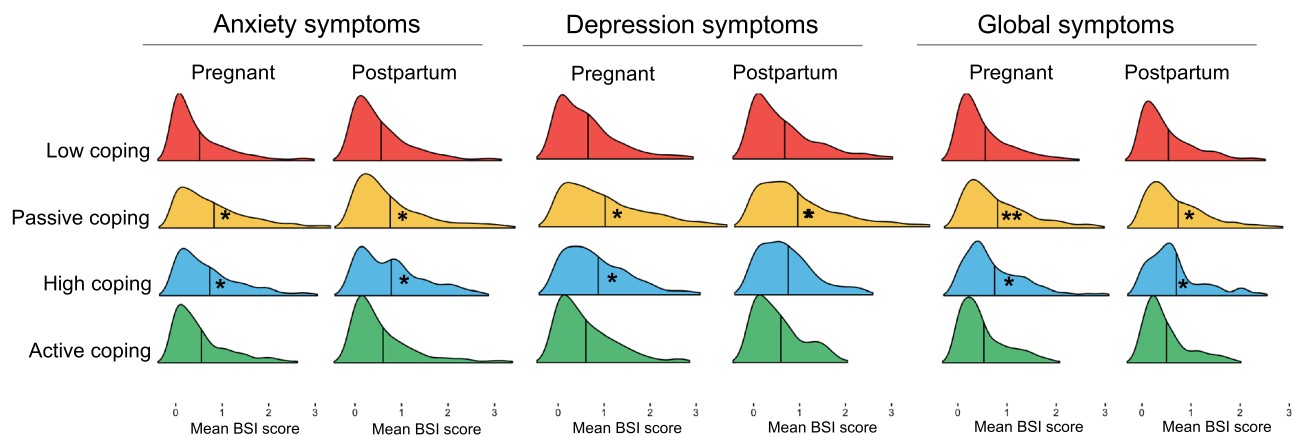 Anxiety symptoms Depression symptoms Global symptoms
Pregnant Postpartum Pregnant Postpartum Pregnant Postpartum
Low coping
Passive coping * * * * ** *
High coping * * * * *
Active coping
0 1 2 3 0 1 2 3 0 1 2 3 0 1 2 3 0 1 2 3 0 1 2 3
Mean BSI score Mean BSI score Mean BSI score Mean BSI score Mean BSI score Mean BSI score